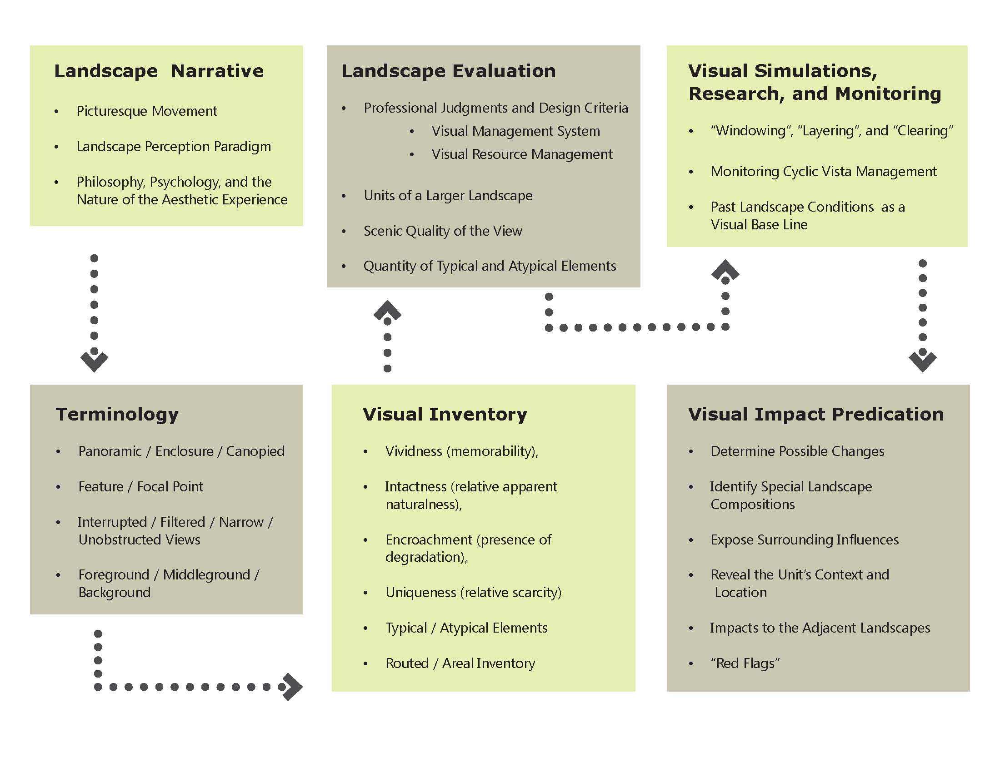 Landscape  Narrative
• Picturesque Movement
• Landscape Perception Paradigm
• Philosophy, Psychology, and the
Nature of the Aesthetic Experience
Terminology
• Panoramic / Enclosure / Canopied
• Feature / Focal Point
• Interrupted / Filtered / Narrow /
Unobstructed Views
• Foreground / Middleground /
Background
Visual Inventory
• Vividness (memorability),
• Intactness (relative apparent
naturalness),
• Encroachment (presence of
degradation),
• Uniqueness (relative scarcity)
• Typical / Atypical Elements
• Routed / Areal Inventory
Landscape Evaluation
• Professional Judgments and Design Criteria
• Visual Management System
• Visual Resource Management
• Units of a Larger Landscape
• Scenic Quality of the View
• Quantity of Typical and Atypical Elements
Visual Simulations,
Research, and Monitoring
• “Windowing”, “Layering”, and “Clearing”
• Monitoring Cyclic Vista Management
• Past Landscape Conditions  as a
Visual Base Line
Visual Impact Predication
• Determine Possible Changes
• Identify Special Landscape
Compositions
• Expose Surrounding Influences
• Reveal the Unit’s Context and
Location
• Impacts to the Adjacent Landscapes
• “Red Flags”